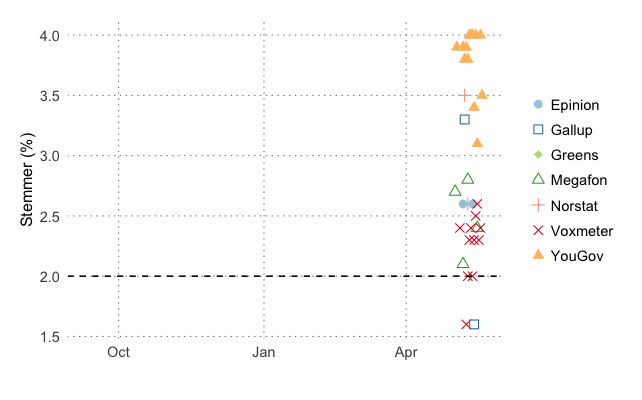 4.0
3.5
3.0
2.5
2.0
1.5
Stemmer (%)
Oct
Jan
Apr
Epinion
Gallup
Greens
Megafon
Norstat
Voxmeter
YouGov